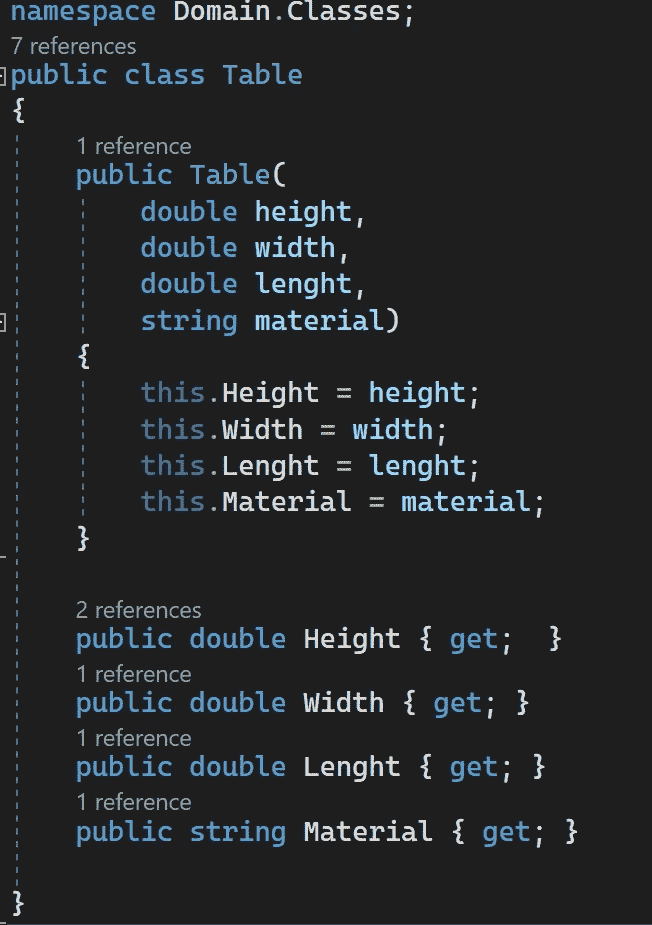 namespace Domain.Classes;
7 references
public class Table
{
1 reference
public Table(
double height,
double width,
double lenght,
string material)
{
this.Height = height;
this.Width = width;
this.Lenght = lenght;
this.Material = material;
}
2 references
public double Height { get;  }
1 reference
public double Width { get; }
1 reference
public double Lenght { get; }
1 reference
public string Material { get; }
}